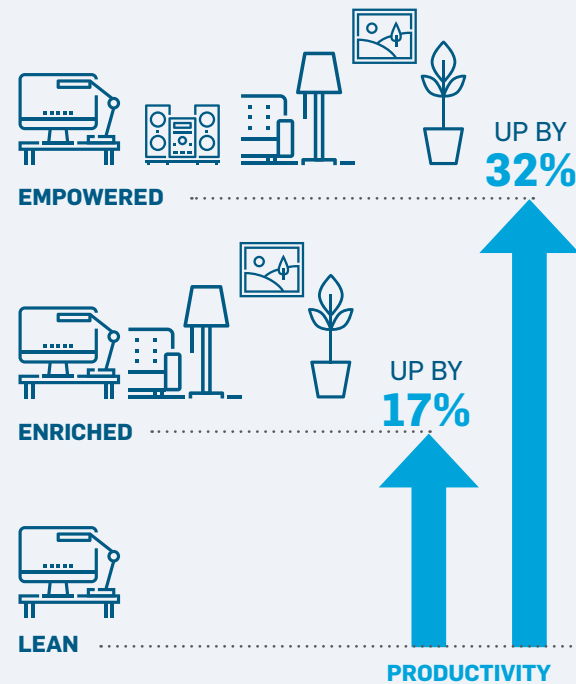 UP BY
32%
EMPOWERED
UP BY
17%
ENRICHED
LEAN
PRODUCTIVITY